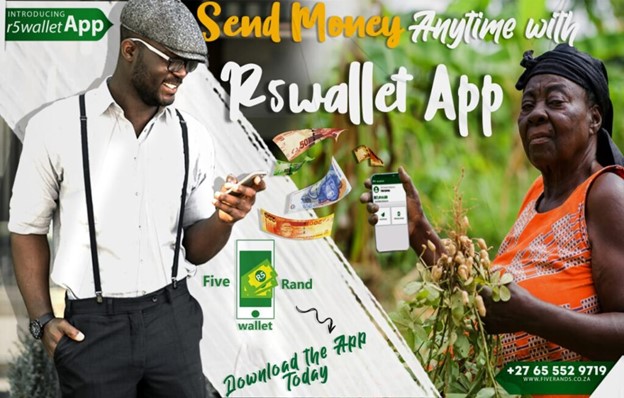 INTRODUCING
r5wallet App
Send Money Anytime with
R5wallet App
Five Rand
wallet
Download the App
Today
+27 65 552 9719
WWW.FIVERANDS.CO.ZA